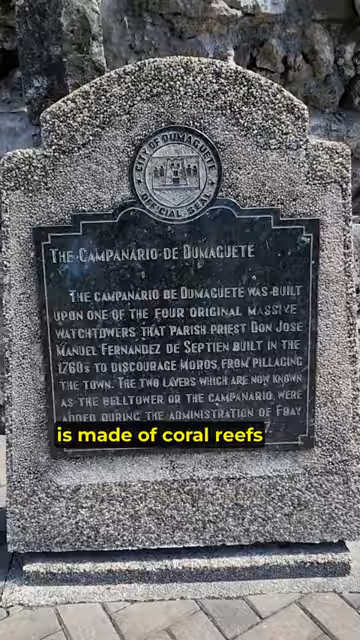 CITY OF DUMAGUETE
OFFICIAL SEAL
THE CAMPANARIO DE DUMAGUETE
THE CAMPANARIO DE DUMAGUETE WAS BUILT
UPON ONE OF THE FOUR ORIGINAL MASSIVE
WATCHTOWERS THAT PARISH PRIEST DON JOSE
MANUEL FERNANDEZ DE SEPTIEN BUILT IN THE
1760s TO DISCOURAGE MOROS FROM PILLAGING
THE TOWN. THE TWO LAYERS WHICH ARE NOW KNOWN
AS THE BELLTOWER OR THE CAMPANARIO WERE
ADDED DURING THE ADMINISTRATION OF FRAY
is made of coral reefs